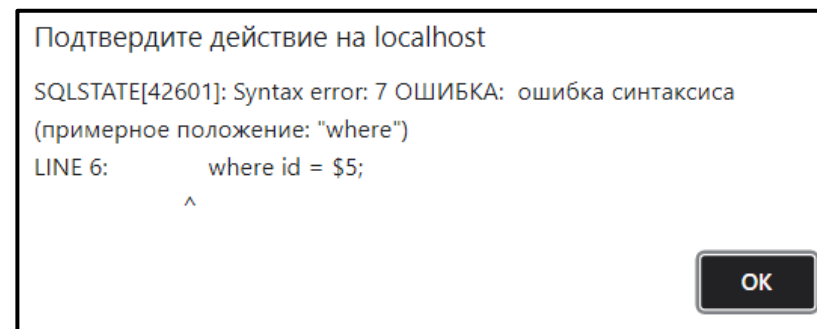 Подтвердите действие на localhost
SQLSTATE[42601]: Syntax error: 7 ОШИБКА:  ошибка синтаксиса
(примерное положение: "where")
LINE 6:             where id = $5;
^
ОК